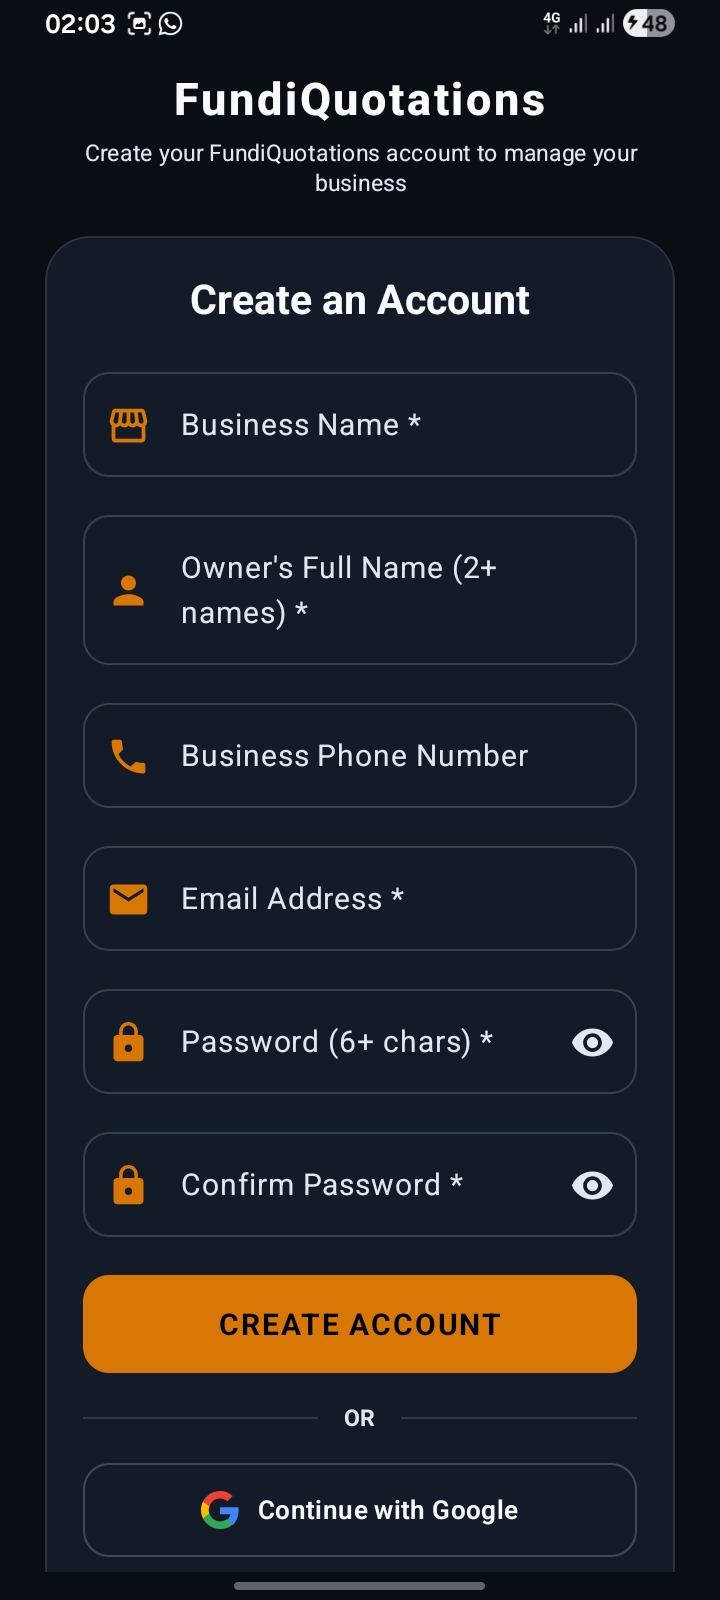 02:03
4G
48
FundiQuotations
Create your FundiQuotations account to manage your
business
Create an Account
Business Name *
Owner's Full Name (2+
names) *
Business Phone Number
Email Address *
Password (6+ chars) *
Confirm Password *
CREATE ACCOUNT
OR
Continue with Google